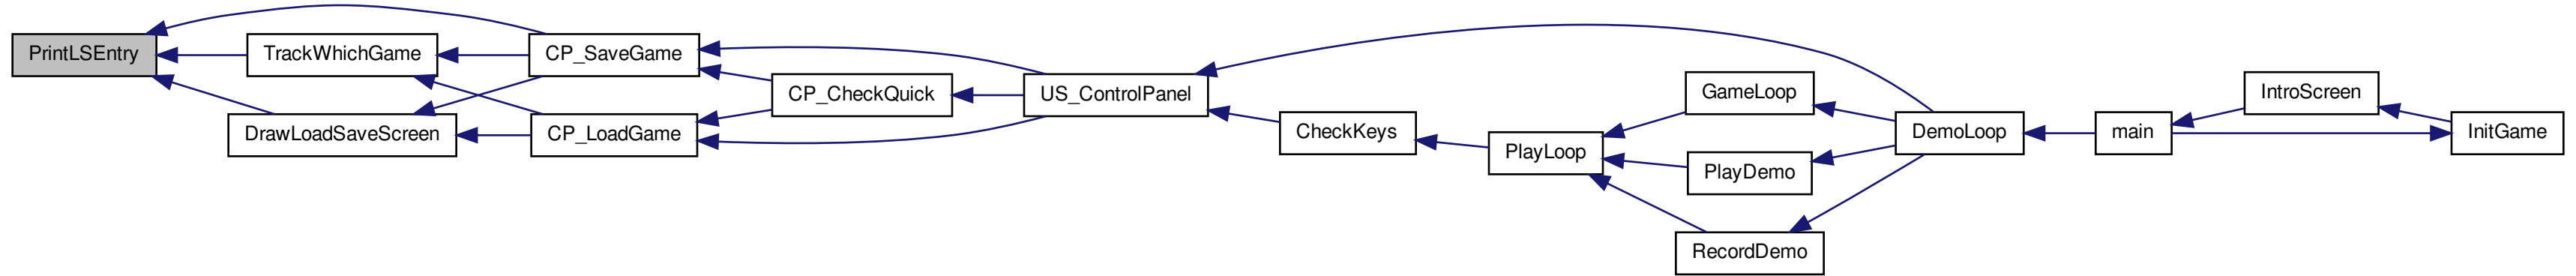 PrintLSEntry
TrackWhichGame
DrawLoadSaveScreen
CP_SaveGame
CP_LoadGame
CP_CheckQuick
US_ControlPanel
CheckKeys
PlayLoop
GameLoop
PlayDemo
RecordDemo
DemoLoop
main
IntroScreen
InitGame